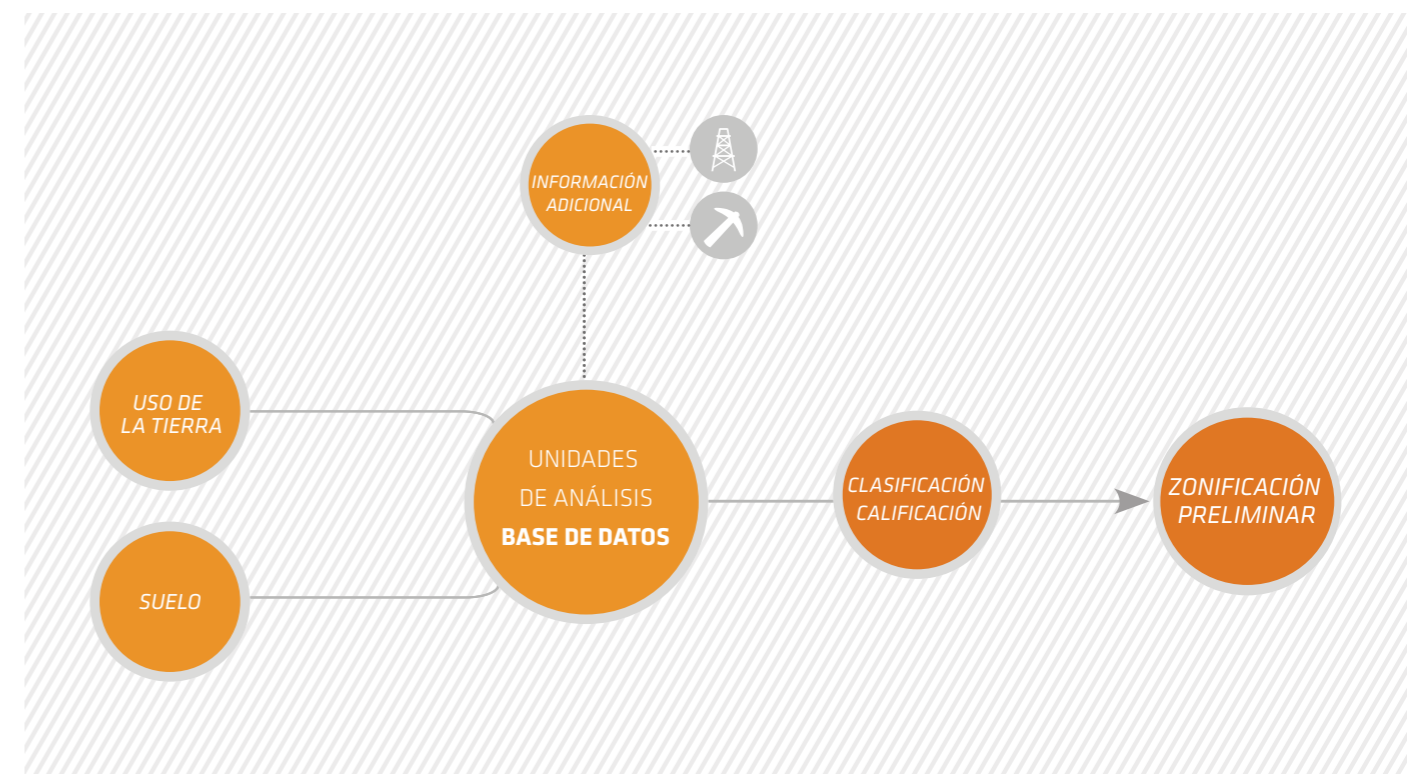 INFORMACIÓN
ADICIONAL
USO DE
LA TIERRA
SUELO
UNIDADES
DE ANÁLISIS
BASE DE DATOS
CLASIFICACIÓN
CALIFICACIÓN
ZONIFICACIÓN
PRELIMINAR